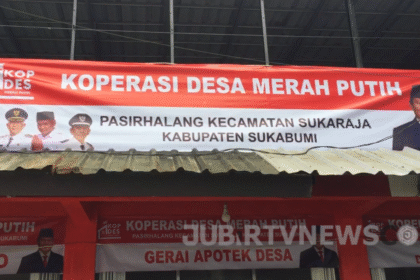 KOP
DES
KOPERASI DESA MERAH PUTIH
PASIRHALANG KECAMATAN SUKARAJA
KABUPATEN SUKABUMI
KOPERASI DESA MERAH PUTIH
GERAI APOTEK DESA
JUB.RTVNEWS